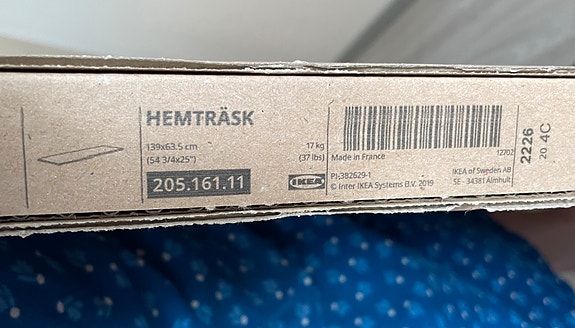 HEMTRÄSK
139x63.5 cm
(54 3/4x25")
205.161.11
17 kg
(37 lbs)
IKEA
Made in France
12702
PI-382629-1
© Inter IKEA Systems B.V. 2019
IKEA of Sweden AB
SE - 34381 Älmhult
2226
20 4C